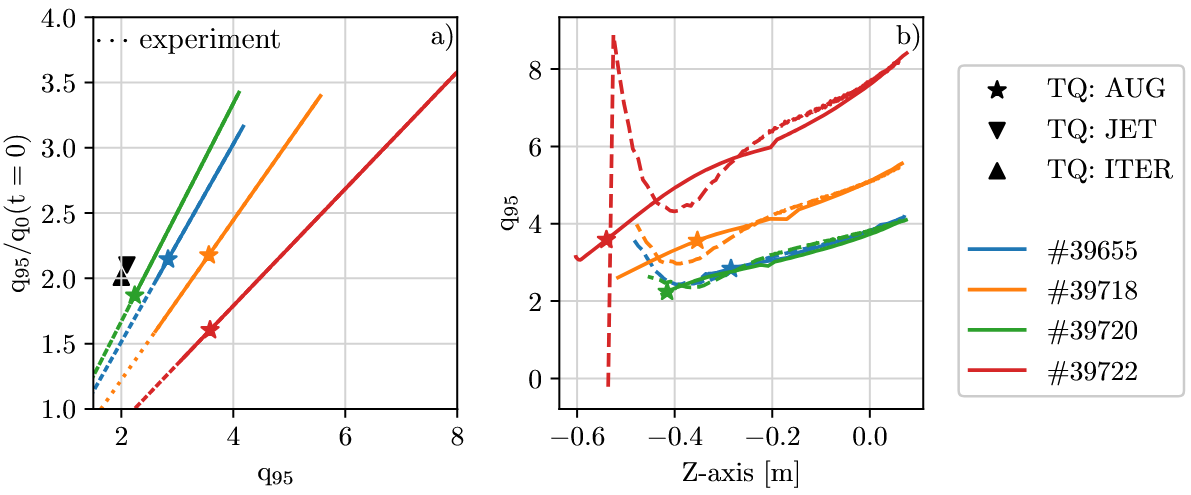 4.0
3.5
3.0
2.5
2.0
1.5
1.0
q95/q0(t = 0)
experiment
a)
2
4
6
8
q95
8
6
4
2
0
q95
b)
−0.6
−0.4
−0.2
0.0
Z-axis [m]
TQ: AUG
TQ: JET
TQ: ITER
#39655
#39718
#39720
#39722